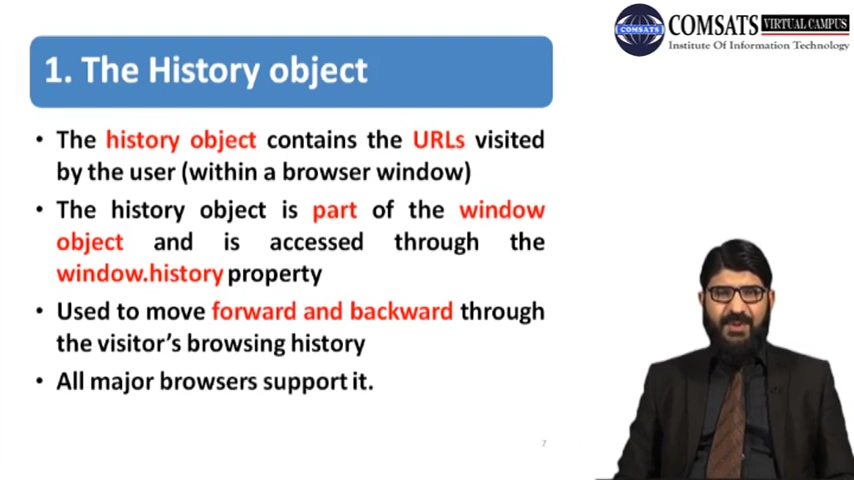 COMSATS VIRTUAL CAMPUS
COMSATS
Institute Of Information Technology
1. The History object
• The history object contains the URLs visited
by the user (within a browser window)
• The history object is part of the window
object and is accessed through the
window.history property
• Used to move forward and backward through
the visitor's browsing history
• All major browsers support it.
7